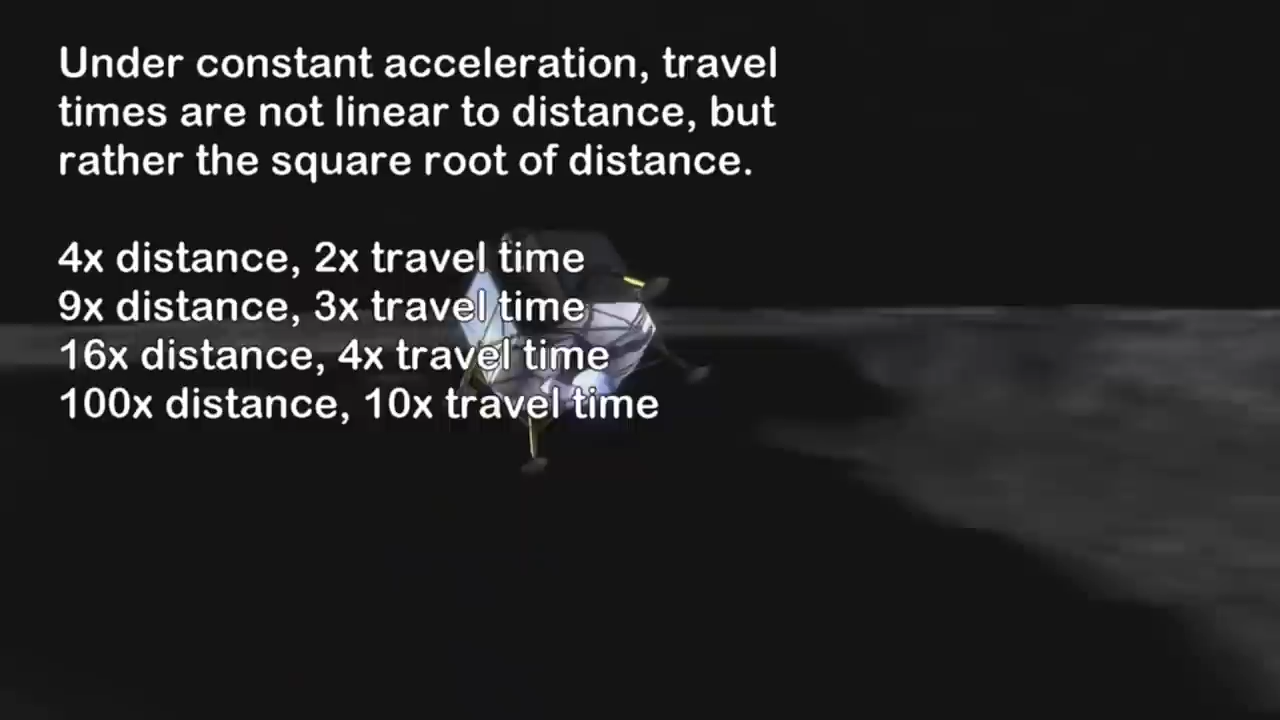 Under constant acceleration, travel
times are not linear to distance, but
rather the square root of distance.
4x distance, 2x travel time
9x distance, 3x travel time
16x distance, 4x travel time
100x distance, 10x travel time